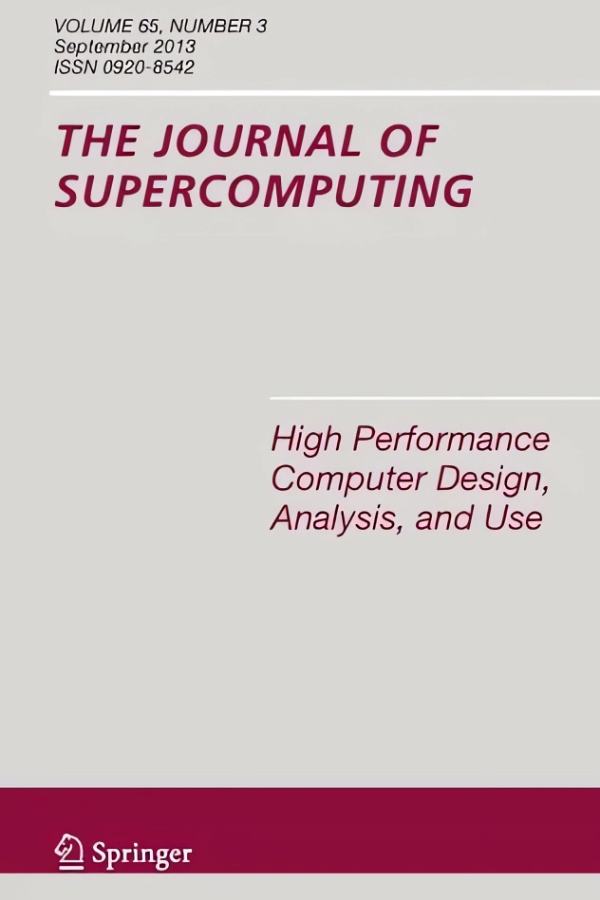 VOLUME 65, NUMBER 3
September 2013
ISSN 0920-8542
THE JOURNAL OF
SUPERCOMPUTING
High Performance
Computer Design,
Analysis, and Use
Springer